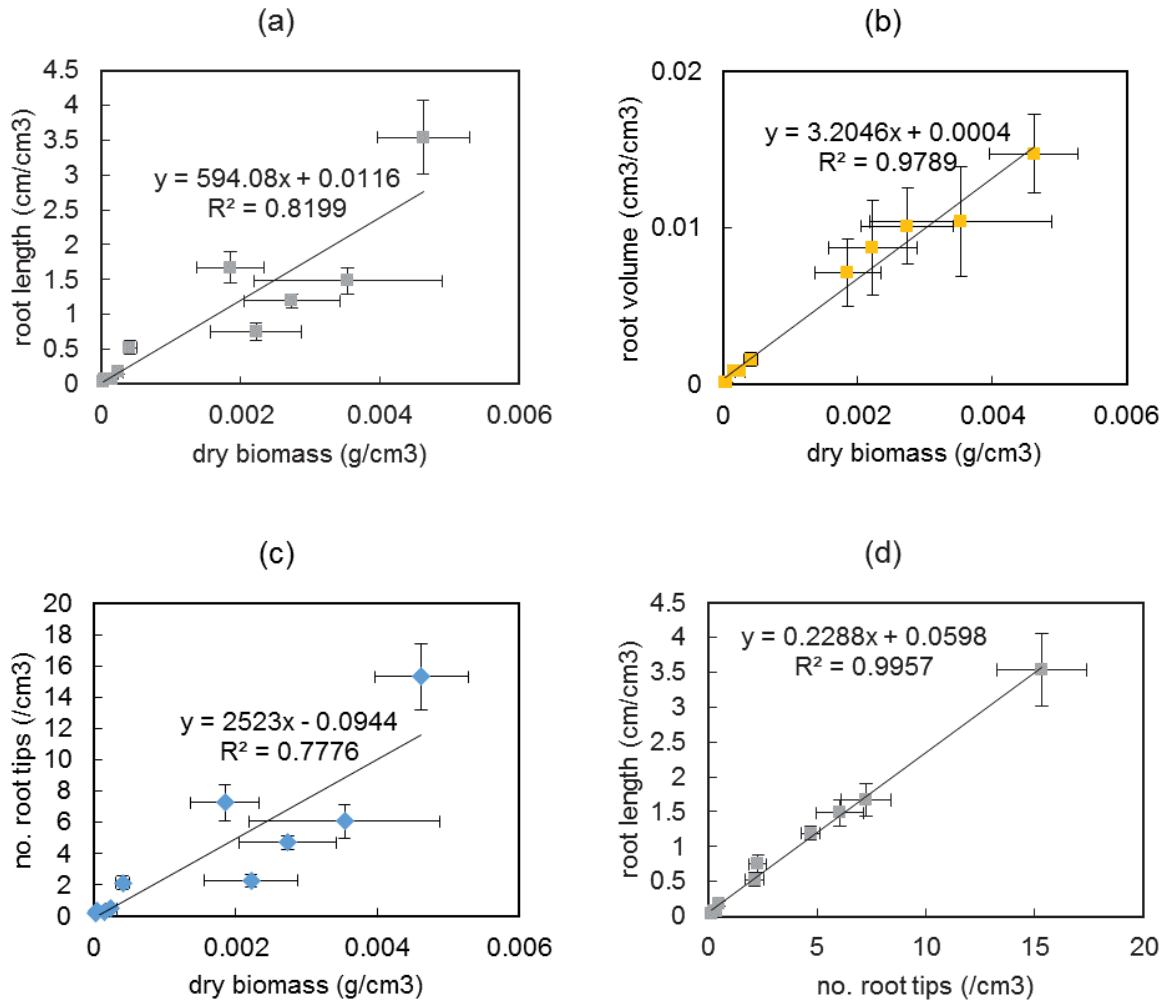 (a)
4.5
4
3.5
3
2.5
2
1.5
1
0.5
0
root length (cm/cm3)
y = 594.08x + 0.0116
R² = 0.8199
0 0.002 0.004 0.006
dry biomass (g/cm3)
(b)
0.02
0.01
0
root volume (cm3/cm3)
y = 3.2046x + 0.0004
R² = 0.9789
0 0.002 0.004 0.006
dry biomass (g/cm3)
(c)
20
18
16
14
12
10
8
6
4
2
0
no. root tips (/cm3)
y = 2523x - 0.0944
R² = 0.7776
0 0.002 0.004 0.006
dry biomass (g/cm3)
(d)
4.5
4
3.5
3
2.5
2
1.5
1
0.5
0
root length (cm/cm3)
y = 0.2288x + 0.0598
R² = 0.9957
0 5 10 15 20
no. root tips (/cm3)